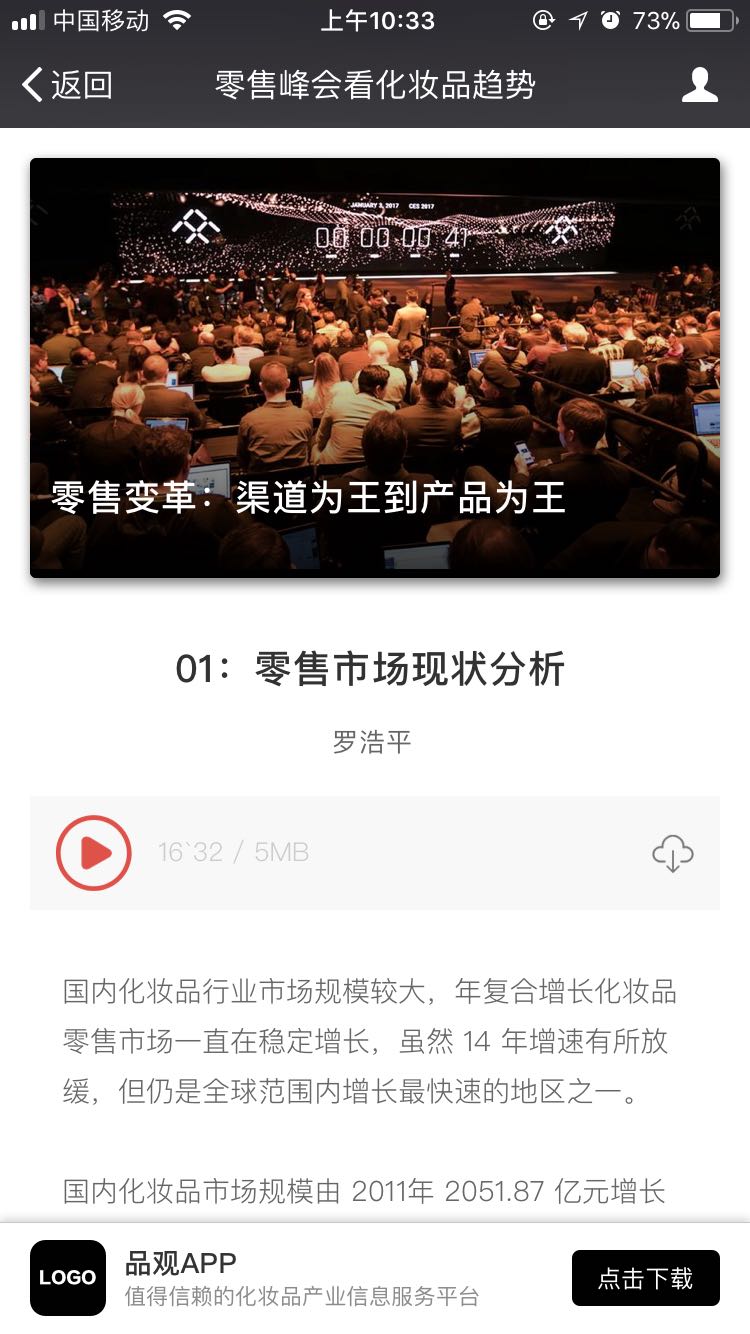 中国移动
上午10:33
73%
返回
零售峰会看化妆品趋势
JANUARY 3, 2017 CES 2017
00 00 00 41
零售变革：渠道为王到产品为王
01：零售市场现状分析
罗浩平
16`32 / 5MB
国内化妆品行业市场规模较大，年复合增长化妆品
零售市场一直在稳定增长，虽然 14 年增速有所放
缓，但仍是全球范围内增长最快速的地区之一。
国内化妆品市场规模由 2011年 2051.87 亿元增长
LOGO
品观APP
值得信赖的化妆品产业信息服务平台
点击下载